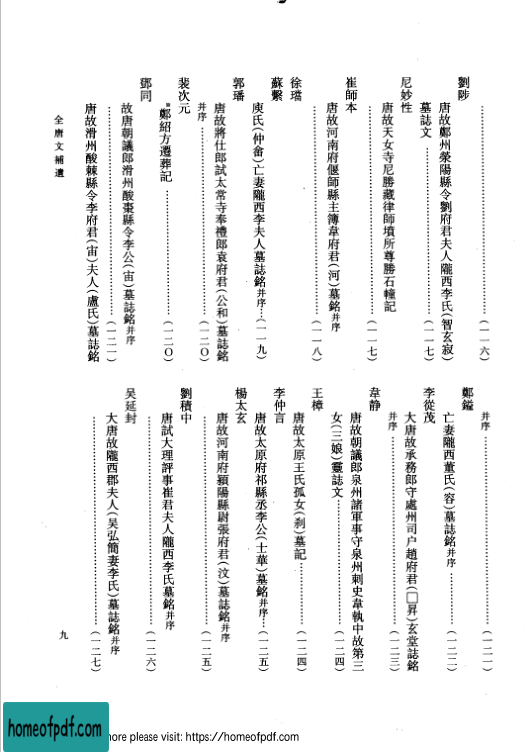 ……………………………(一一六)
劉陟
唐故鄭州滎陽縣令劉府君夫人隴西李氏(智玄寂)
墓誌文……………………(一一七)
尼妙性
唐故天女寺尼勝藏律師墳所尊勝石幢記
……………………………(一一七)
崔師本
唐故河南府偃師縣主簿韋府君(河)墓銘并序
……………………………(一一八)
徐璿
蘇繫
庾氏(仲畬)亡妻隴西李夫人墓誌銘并序…(一一九)
郭璠
唐故將仕郎試太常寺奉禮郎袁府君(公和)墓誌銘
并序………………………(一二〇)
裴次元
鄭紹方遷葬記……………(一二〇)
鄧同
故唐朝議郎滑州酸棗縣令李公(宙)墓誌銘并序
……………………………(一二一)
唐故滑州酸棘縣令李府君(宙)夫人(盧氏)墓誌銘
全唐文補遺
并序………………………(一二一)
鄭鎰
亡妻隴西董氏(容)墓誌銘并序……(一二二)
李從茂
大唐故承務郎守處州司户趙府君(□昇)玄堂誌銘
并序………………………(一二三)
韋静
唐故朝議郎泉州諸軍事守泉州刺史韋執中故第三
女(三娘)靈誌文…………(一二四)
王樟
唐故太原王氏孤女(刹)墓記……(一二四)
李仲言
唐故太原府祁縣丞李公(士華)墓銘并序…(一二五)
楊太玄
唐故河南府潁陽縣尉張府君(汶)墓誌銘并序
……………………………(一二五)
劉積中
唐試大理評事崔君夫人隴西李氏墓銘并序
……………………………(一二六)
吴延封
大唐故隴西郡夫人(吴弘簡妻李氏)墓誌銘并序
……………………………(一二七)
九
homeofpdf.com
ore please visit: https://homeofpdf.com